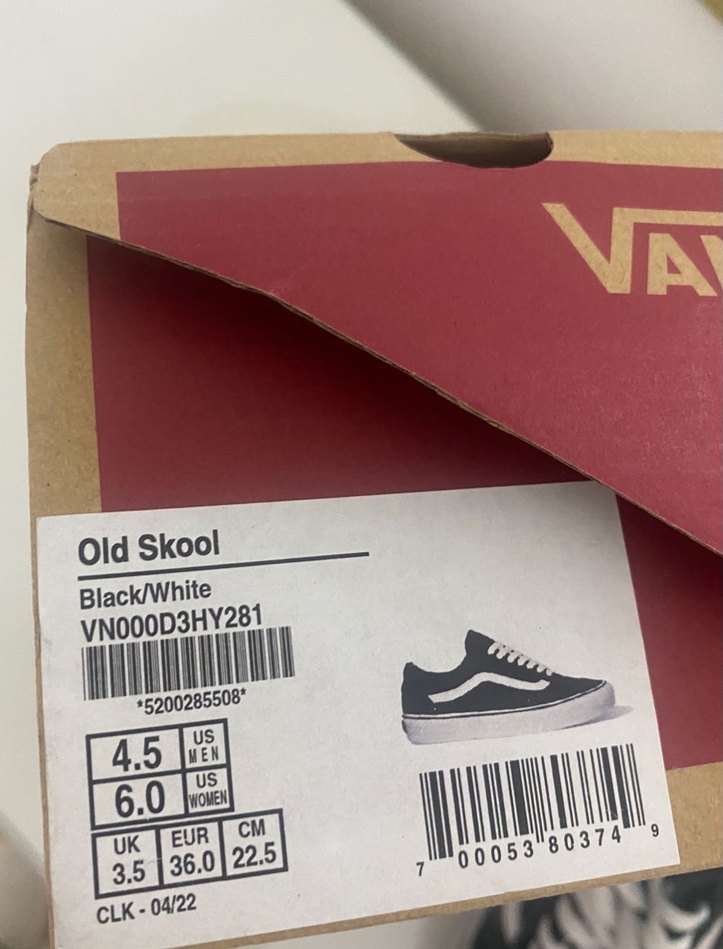 VAN
Old Skool
Black/White
VN000D3HY281
*5200285508*
4.5 US MEN
6.0 US WOMEN
UK EUR CM
3.5 36.0 22.5
CLK - 04/22
7 00053 80374 9